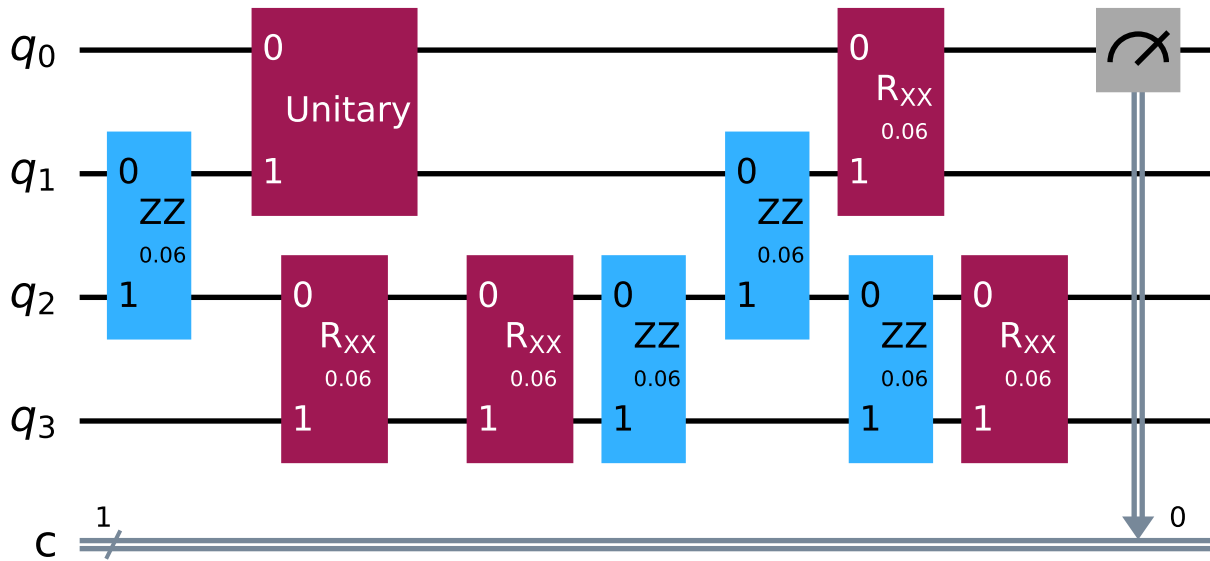 q0 0 0
Unitary RXX
0.06
q1 0 1 0 1
ZZ ZZ
0.06 0.06
q2 1 0 0 0 1 0 0
RXX RXX ZZ ZZ RXX
0.06 0.06 0.06 0.06 0.06
q3 1 1 1 1 1
1 0
c